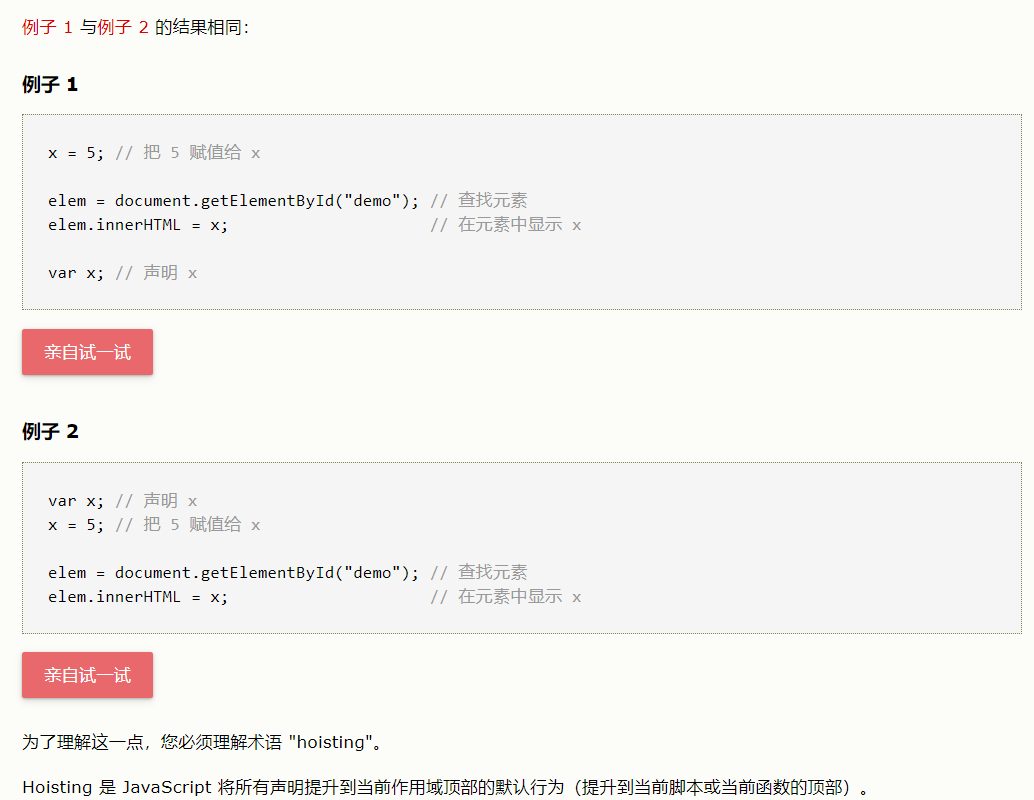 例子 1 与例子 2 的结果相同：
例子 1
x = 5; // 把 5 赋值给 x
elem = document.getElementById("demo"); // 查找元素
elem.innerHTML = x;                     // 在元素中显示 x
var x; // 声明 x
亲自试一试
例子 2
var x; // 声明 x
x = 5; // 把 5 赋值给 x
elem = document.getElementById("demo"); // 查找元素
elem.innerHTML = x;                     // 在元素中显示 x
亲自试一试
为了理解这一点，您必须理解术语 "hoisting"。
Hoisting 是 JavaScript 将所有声明提升到当前作用域顶部的默认行为（提升到当前脚本或当前函数的顶部）。